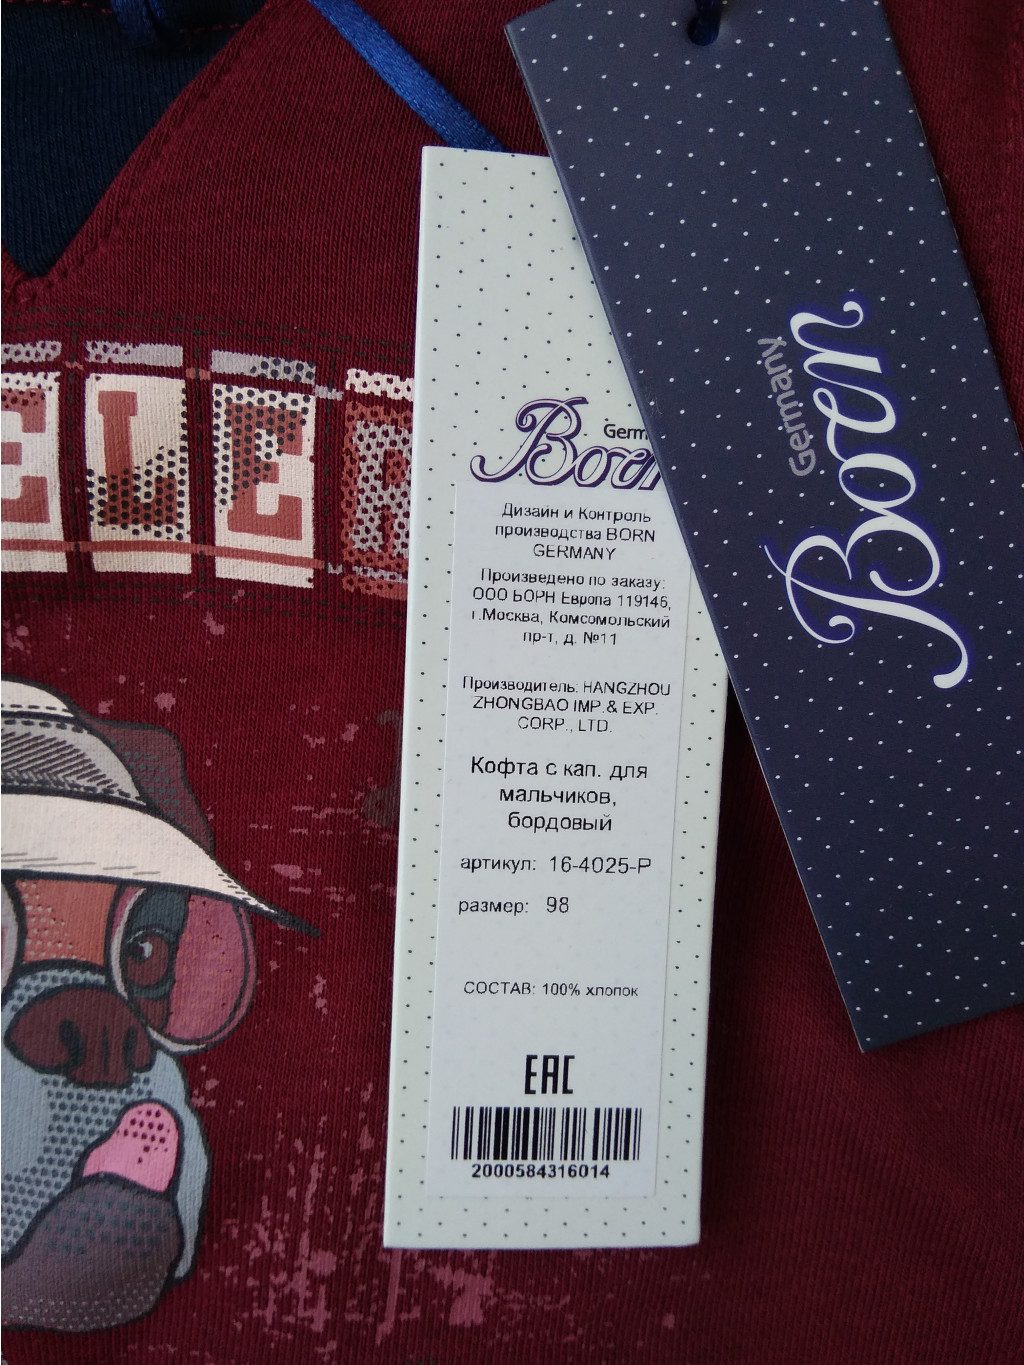 ELER
Germ
Born
Дизайн и Контроль
производства BORN
GERMANY
Произведено по заказу:
ООО БОРН Европа 119146,
г.Москва, Комсомольский
пр-т, д. №11
Производитель: HANGZHOU
ZHONGBAO IMP.& EXP.
CORP., LTD.
Кофта с кап. для
мальчиков,
бордовый
артикул: 16-4025-Р
размер: 98
СОСТАВ: 100% хлопок
EAC
2000584316014
Germany
Born